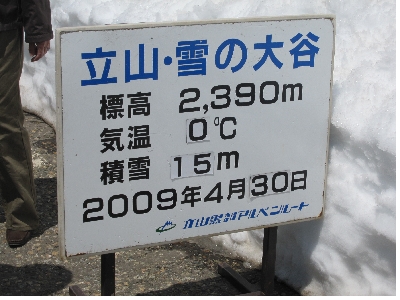 立山・雪の大谷
標高 2,390m
気温 0℃
積雪 15m
2009年4月30日
立山黒部アルペンルート